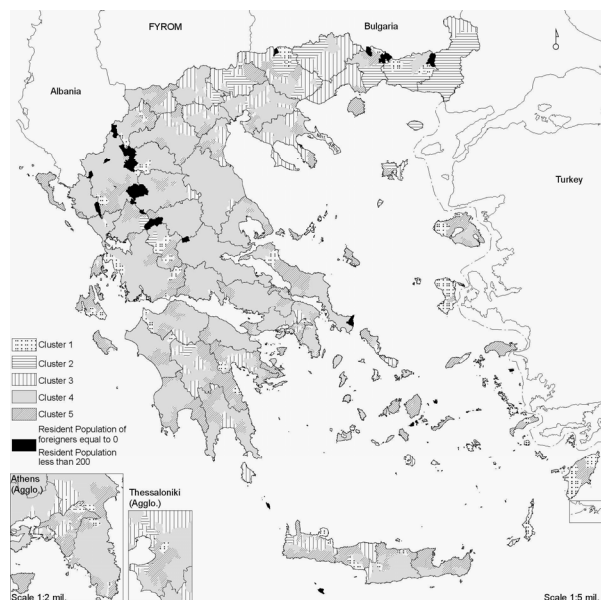 FYROM
Bulgaria
Albania
Turkey
Cluster 1
Cluster 2
Cluster 3
Cluster 4
Cluster 5
Resident Population of
foreigners equal to 0
Resident Population
less than 200
Athens
(Agglo.)
Thessaloniki
(Agglo.)
Scale 1:2 mil.
Scale 1:5 mil.